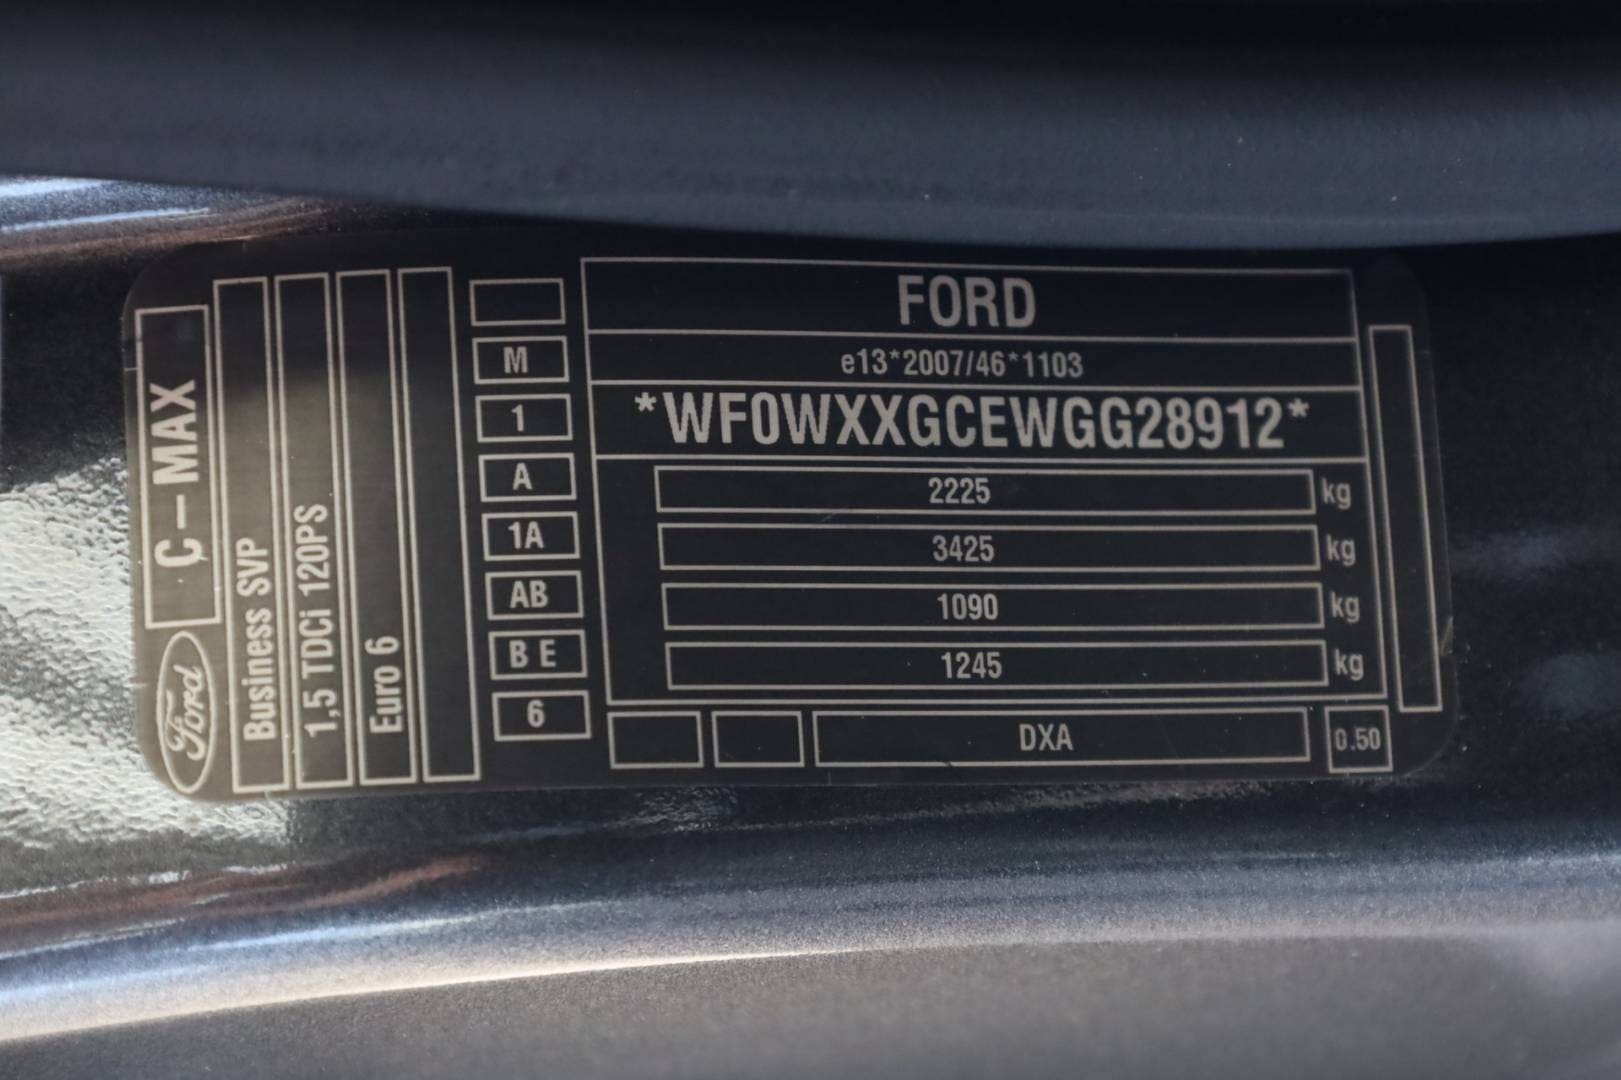 Ford
C-MAX
Business SVP
1,5 TDCi 120PS
Euro 6
M
1
A
1A
AB
B E
6
FORD
e13*2007/46*1103
*WF0WXXGCEWGG28912*
2225 kg
3425 kg
1090 kg
1245 kg
DXA
0.50